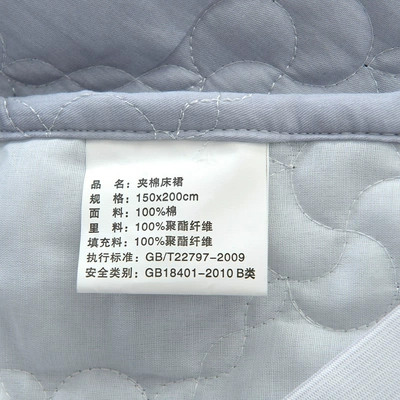 品　名：夹棉床裙
规　格：150x200cm
面　料：100%棉
里　料：100%聚酯纤维
填充料：100%聚酯纤维
执行标准：GB/T22797-2009
安全类别：GB18401-2010 B类